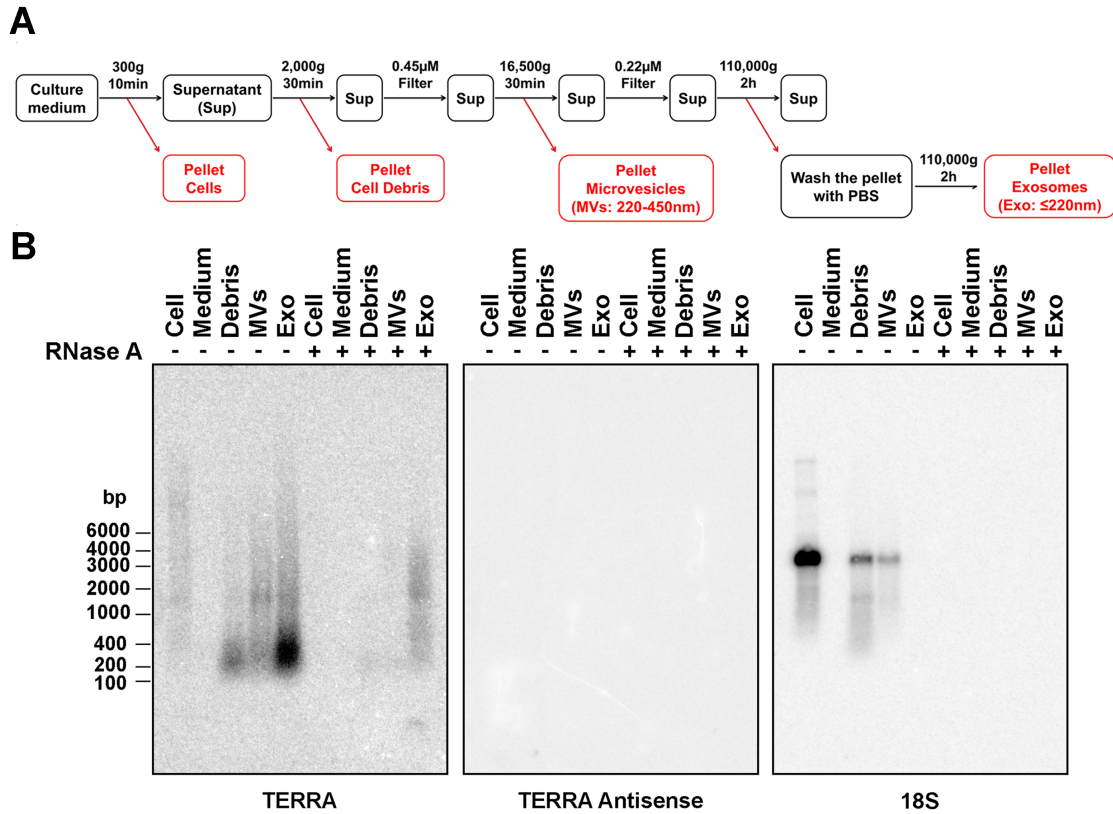 A
300g
10min
2,000g
30min
0.45µM
Filter
16,500g
30min
0.22µM
Filter
110,000g
2h
Culture
medium
Supernatant
(Sup)
Sup
Sup
Sup
Sup
Sup
Pellet
Cells
Pellet
Cell Debris
Pellet
Microvesicles
(MVs: 220-450nm)
Wash the pellet
with PBS
110,000g
2h
Pellet
Exosomes
(Exo: ≤220nm)
B
Cell Medium Debris MVs Exo Cell Medium Debris MVs Exo
Cell Medium Debris MVs Exo Cell Medium Debris MVs Exo
Cell Medium Debris MVs Exo Cell Medium Debris MVs Exo
RNase A - - - - - + + + + + - - - - - + + + + + - - - - - + + + + +
bp
6000
4000
3000
2000
1000
400
200
100
TERRA
TERRA Antisense
18S